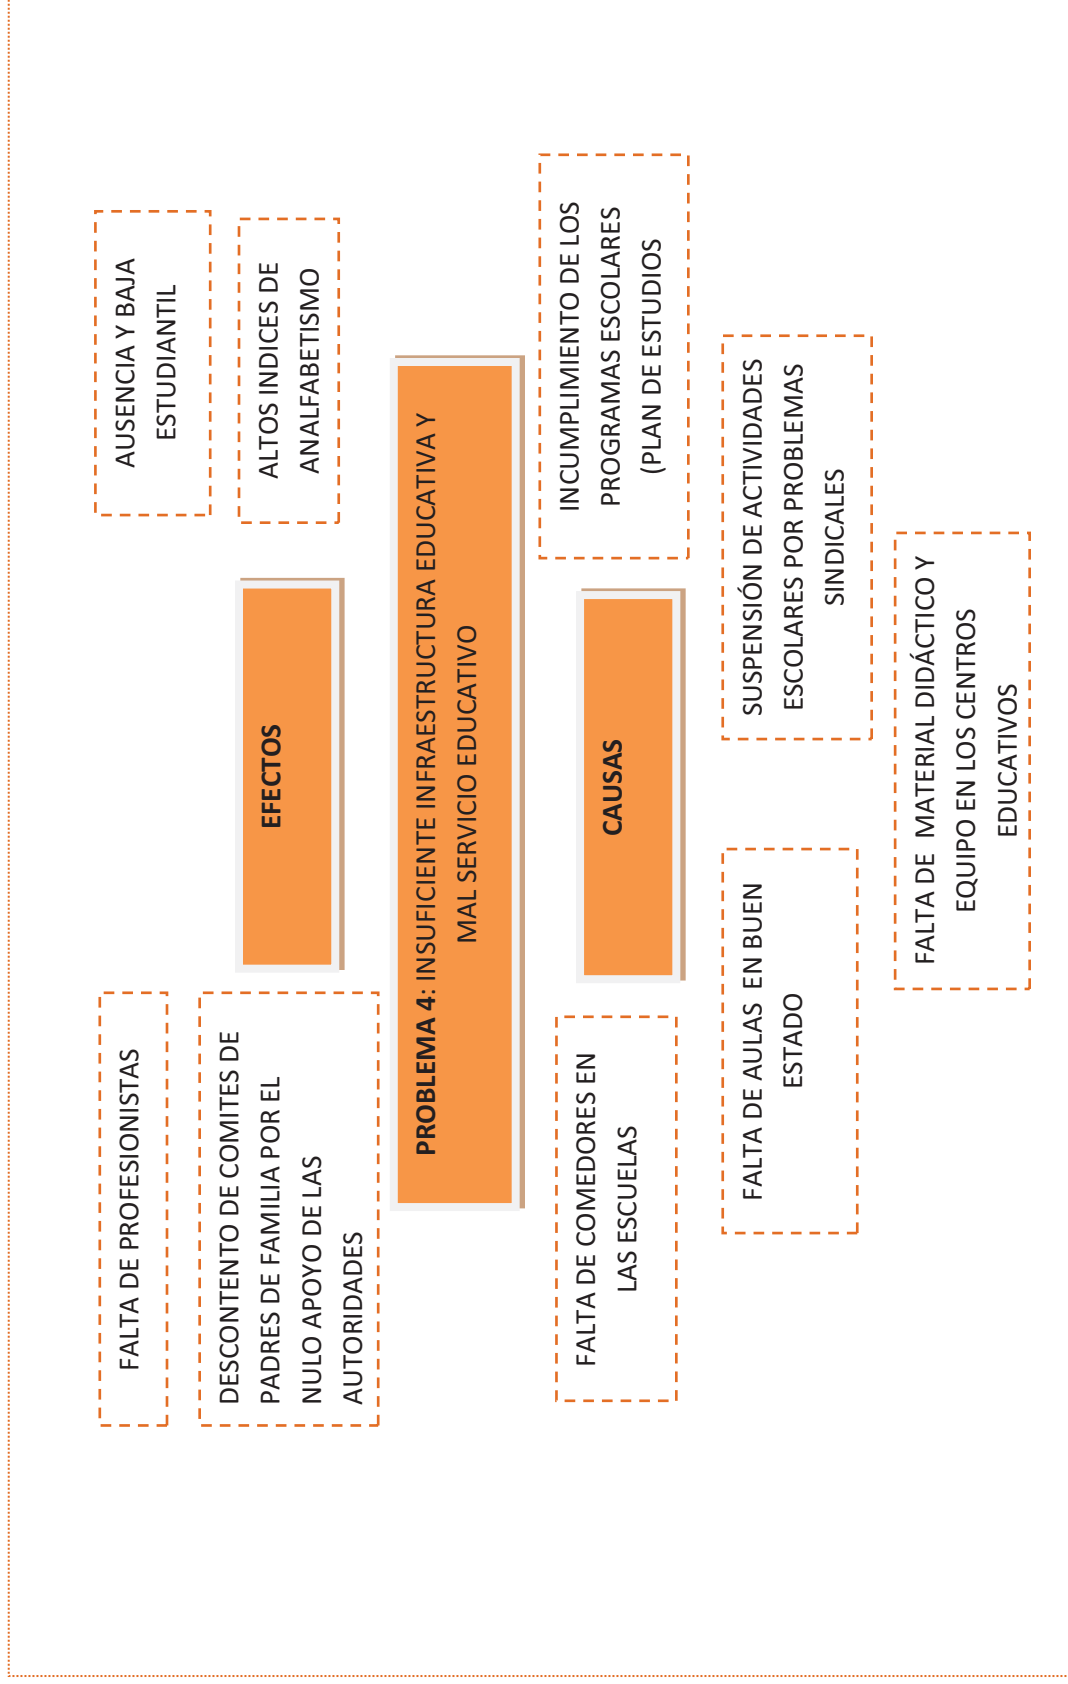 FALTA DE PROFESIONISTAS
AUSENCIA Y BAJA
ESTUDIANTIL
DESCONTENTO DE COMITES DE
PADRES DE FAMILIA POR EL
NULO APOYO DE LAS
AUTORIDADES
EFECTOS
ALTOS INDICES DE
ANALFABETISMO
PROBLEMA 4: INSUFICIENTE INFRAESTRUCTURA EDUCATIVA Y
MAL SERVICIO EDUCATIVO
FALTA DE COMEDORES EN
LAS ESCUELAS
CAUSAS
INCUMPLIMIENTO DE LOS
PROGRAMAS ESCOLARES
(PLAN DE ESTUDIOS
FALTA DE AULAS  EN BUEN
ESTADO
SUSPENSIÓN DE ACTIVIDADES
ESCOLARES POR PROBLEMAS
SINDICALES
FALTA DE  MATERIAL DIDÁCTICO Y
EQUIPO EN LOS CENTROS
EDUCATIVOS